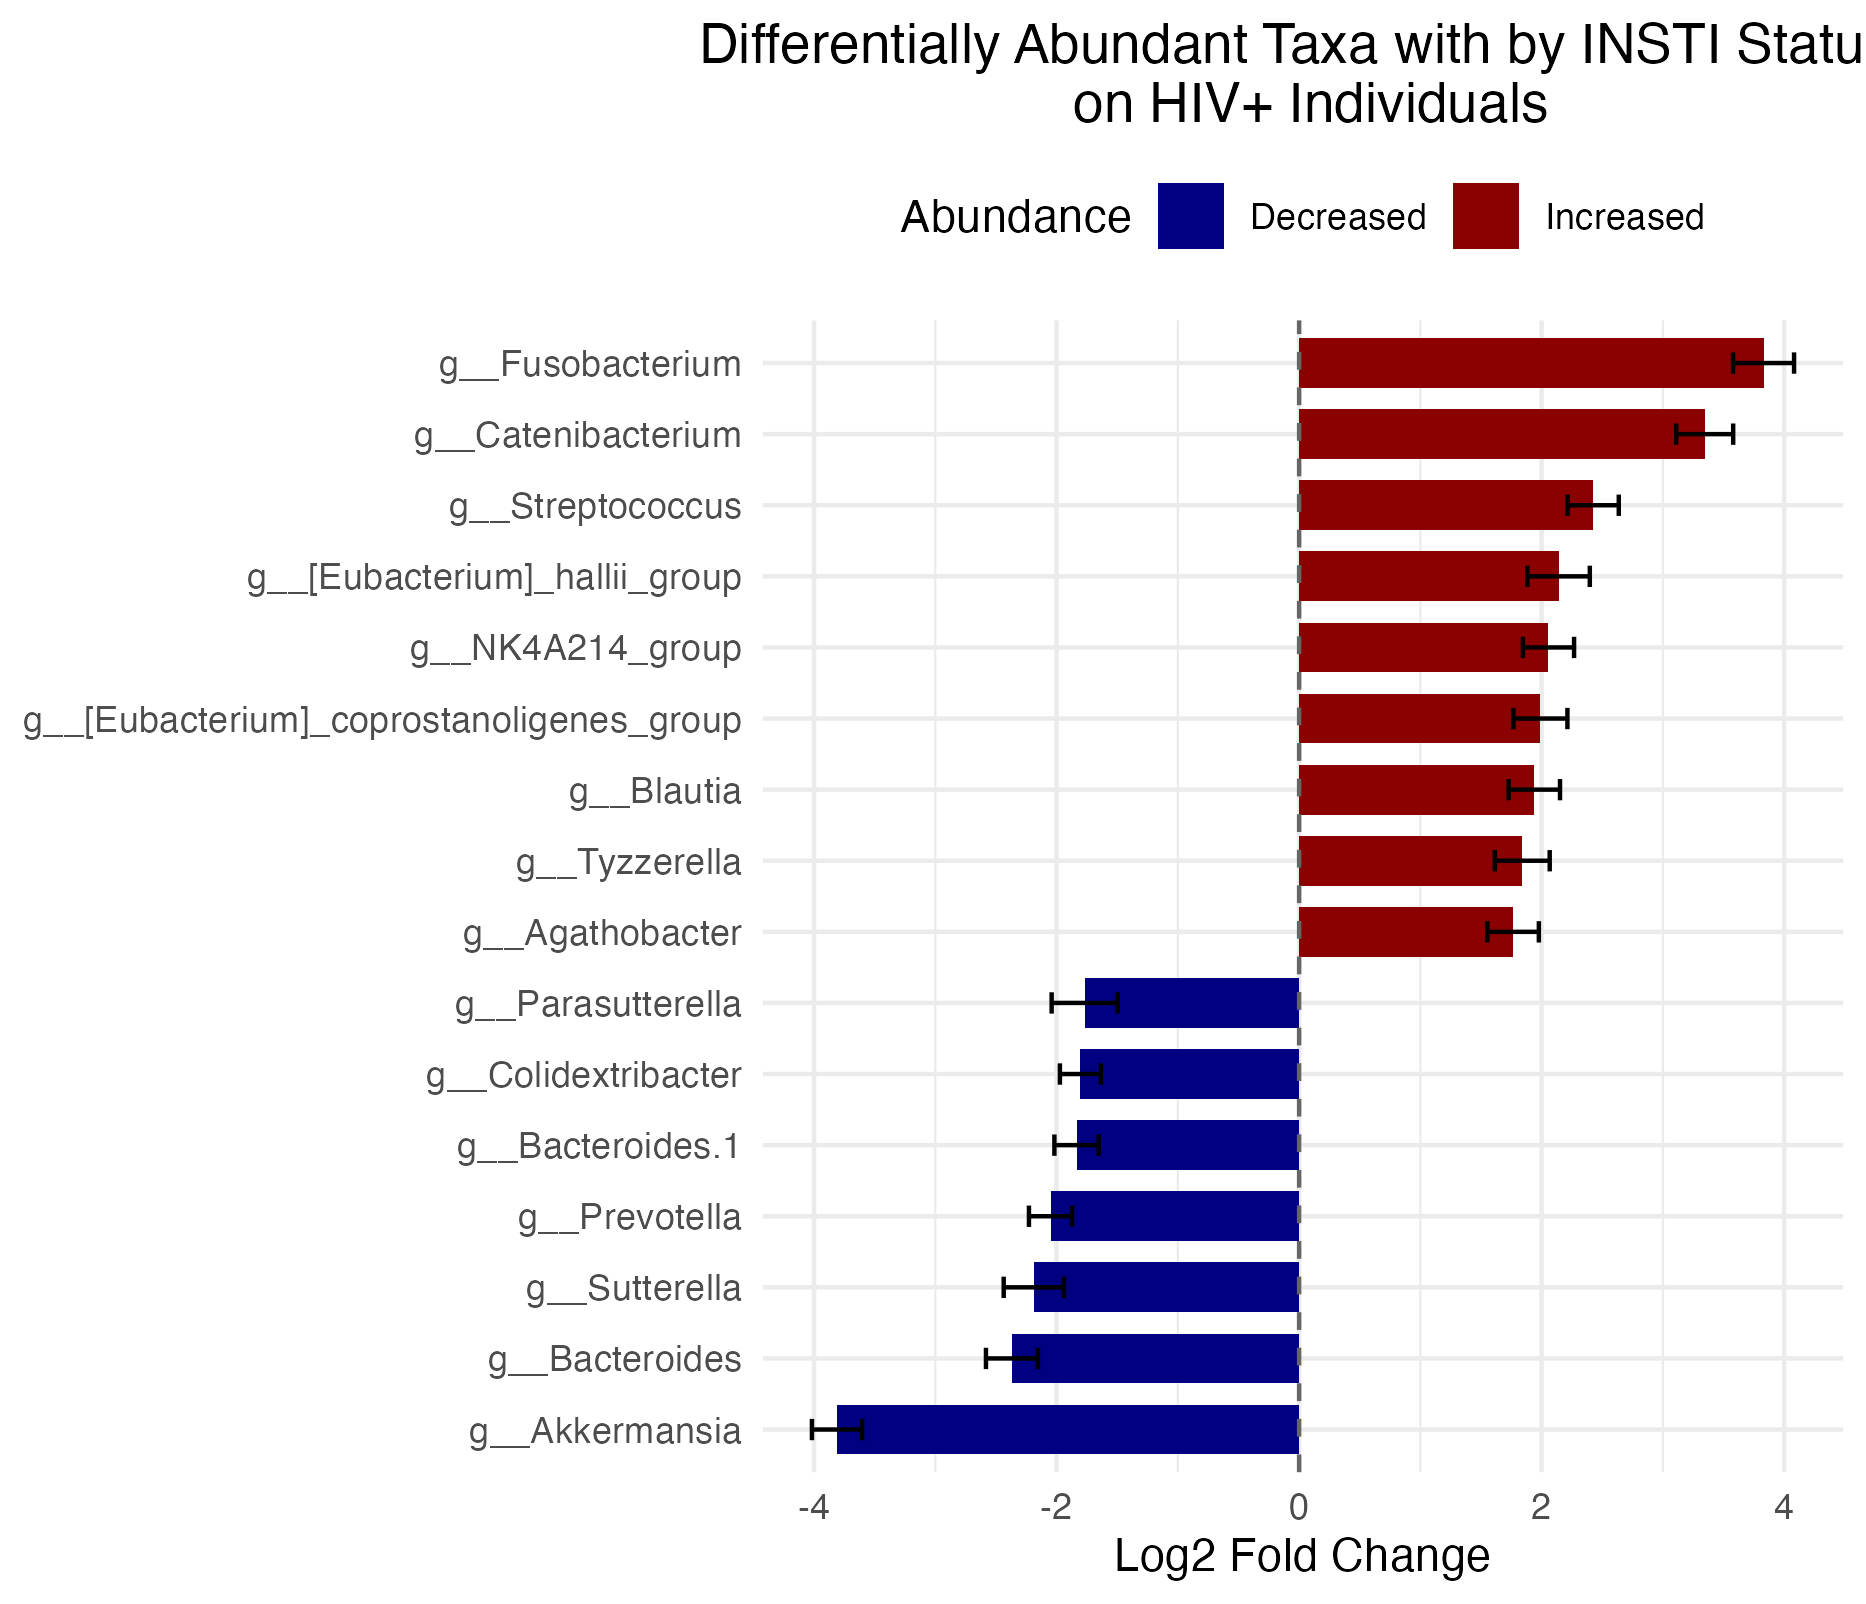 Differentially Abundant Taxa with by INSTI Statu
on HIV+ Individuals
Abundance Decreased Increased
g__Fusobacterium
g__Catenibacterium
g__Streptococcus
g__[Eubacterium]_hallii_group
g__NK4A214_group
g__[Eubacterium]_coprostanoligenes_group
g__Blautia
g__Tyzzerella
g__Agathobacter
g__Parasutterella
g__Colidextribacter
g__Bacteroides.1
g__Prevotella
g__Sutterella
g__Bacteroides
g__Akkermansia
-4 -2 0 2 4
Log2 Fold Change